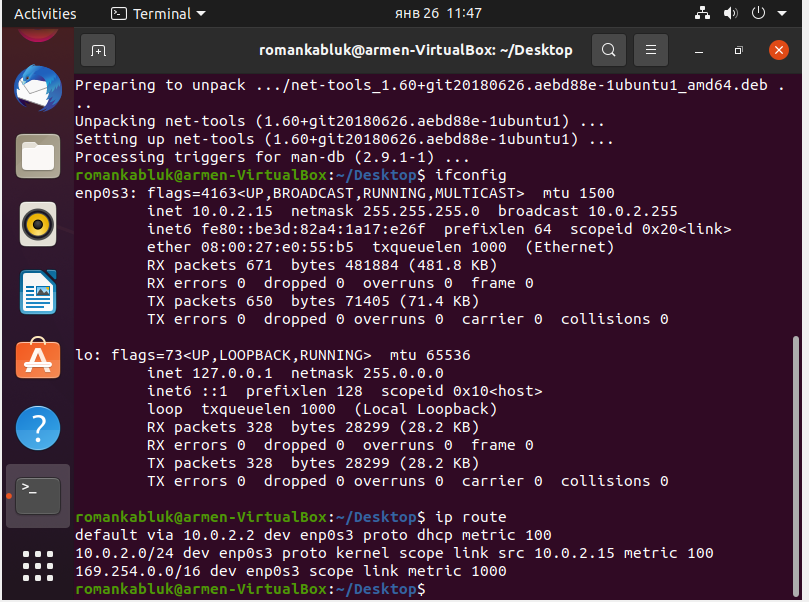 Activities Terminal янв 26 11:47
romankabluk@armen-VirtualBox: ~/Desktop
Preparing to unpack .../net-tools_1.60+git20180626.aebd88e-1ubuntu1_amd64.deb .
..
Unpacking net-tools (1.60+git20180626.aebd88e-1ubuntu1) ...
Setting up net-tools (1.60+git20180626.aebd88e-1ubuntu1) ...
Processing triggers for man-db (2.9.1-1) ...
romankabluk@armen-VirtualBox:~/Desktop$ ifconfig
enp0s3: flags=4163<UP,BROADCAST,RUNNING,MULTICAST>  mtu 1500
        inet 10.0.2.15  netmask 255.255.255.0  broadcast 10.0.2.255
        inet6 fe80::be3d:82a4:1a17:e26f  prefixlen 64  scopeid 0x20<link>
        ether 08:00:27:e0:55:b5  txqueuelen 1000  (Ethernet)
        RX packets 671  bytes 481884 (481.8 KB)
        RX errors 0  dropped 0  overruns 0  frame 0
        TX packets 650  bytes 71405 (71.4 KB)
        TX errors 0  dropped 0 overruns 0  carrier 0  collisions 0
lo: flags=73<UP,LOOPBACK,RUNNING>  mtu 65536
        inet 127.0.0.1  netmask 255.0.0.0
        inet6 ::1  prefixlen 128  scopeid 0x10<host>
        loop  txqueuelen 1000  (Local Loopback)
        RX packets 328  bytes 28299 (28.2 KB)
        RX errors 0  dropped 0  overruns 0  frame 0
        TX packets 328  bytes 28299 (28.2 KB)
        TX errors 0  dropped 0 overruns 0  carrier 0  collisions 0
romankabluk@armen-VirtualBox:~/Desktop$ ip route
default via 10.0.2.2 dev enp0s3 proto dhcp metric 100
10.0.2.0/24 dev enp0s3 proto kernel scope link src 10.0.2.15 metric 100
169.254.0.0/16 dev enp0s3 scope link metric 1000
romankabluk@armen-VirtualBox:~/Desktop$